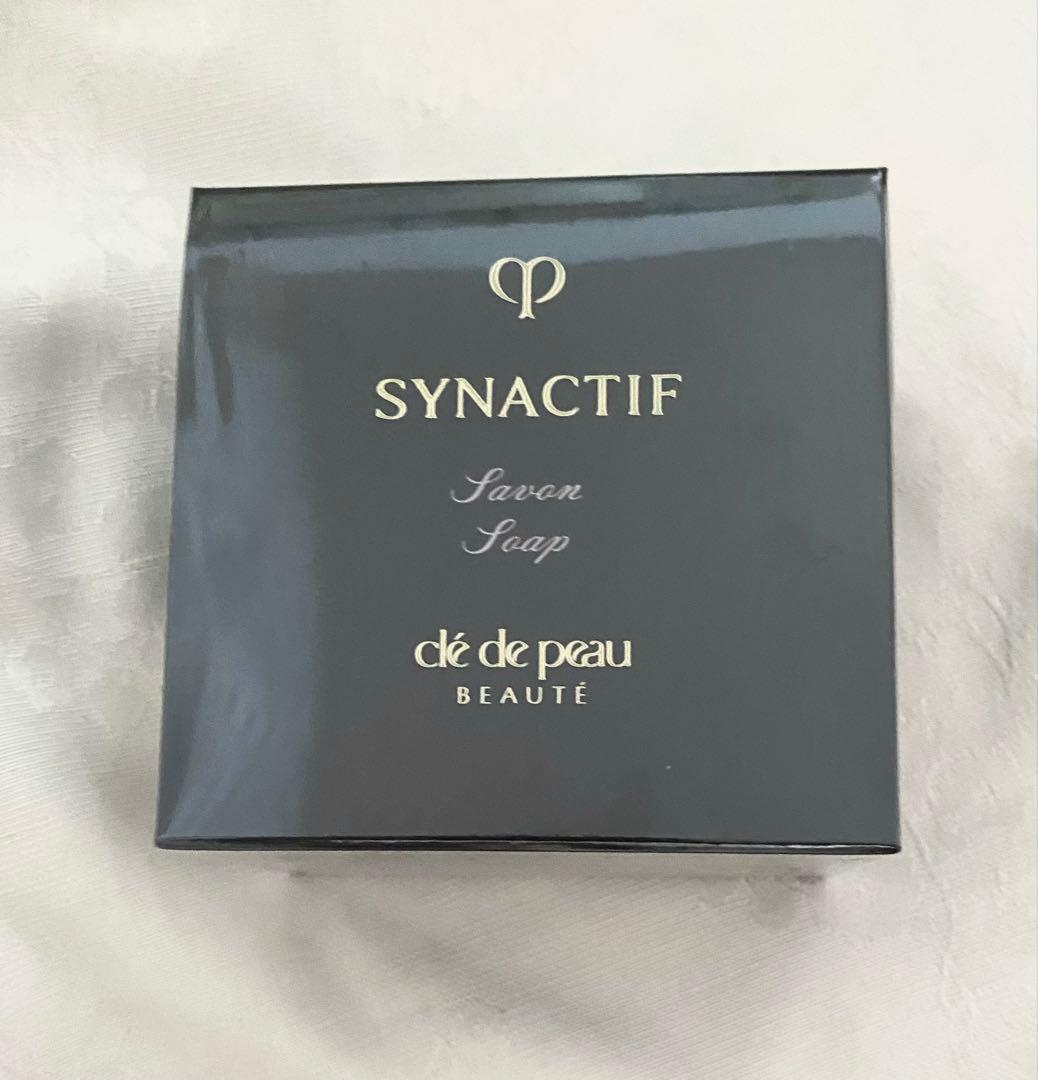 SYNACTIF
Savon
Soap
clé de peau
BEAUTÉ